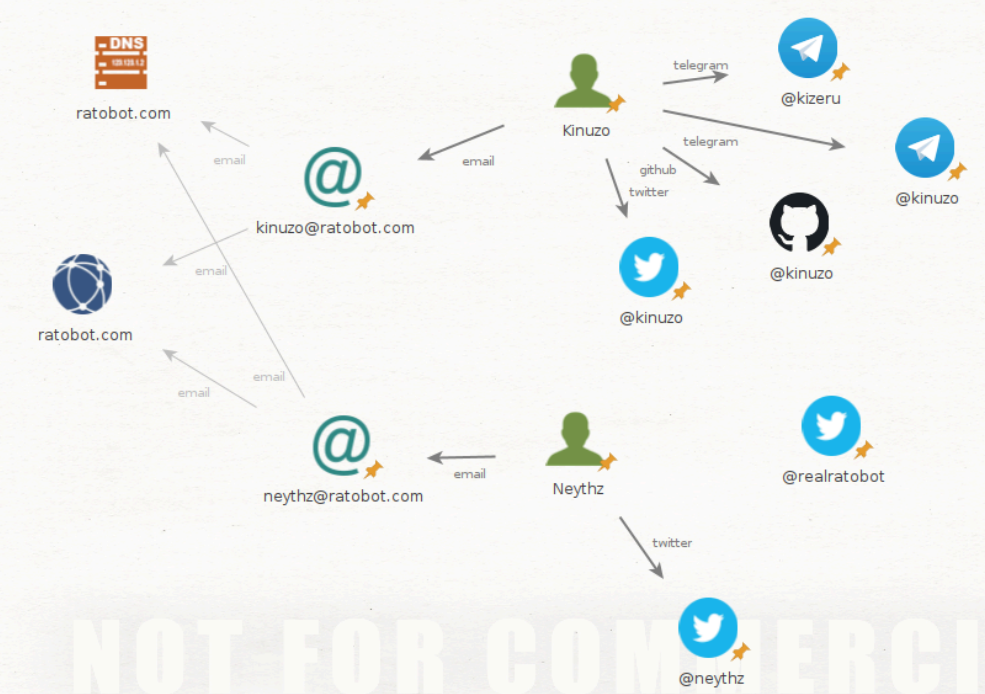 DNS
ratobot.com
email
kinuzo@ratobot.com
email
ratobot.com
email
email
neythz@ratobot.com
email
Kinuzo
email
telegram
@kizeru
telegram
@kinuzo
github
@kinuzo
twitter
@kinuzo
Neythz
twitter
@neythz
@realratobot
NOT FOR COMMERCI